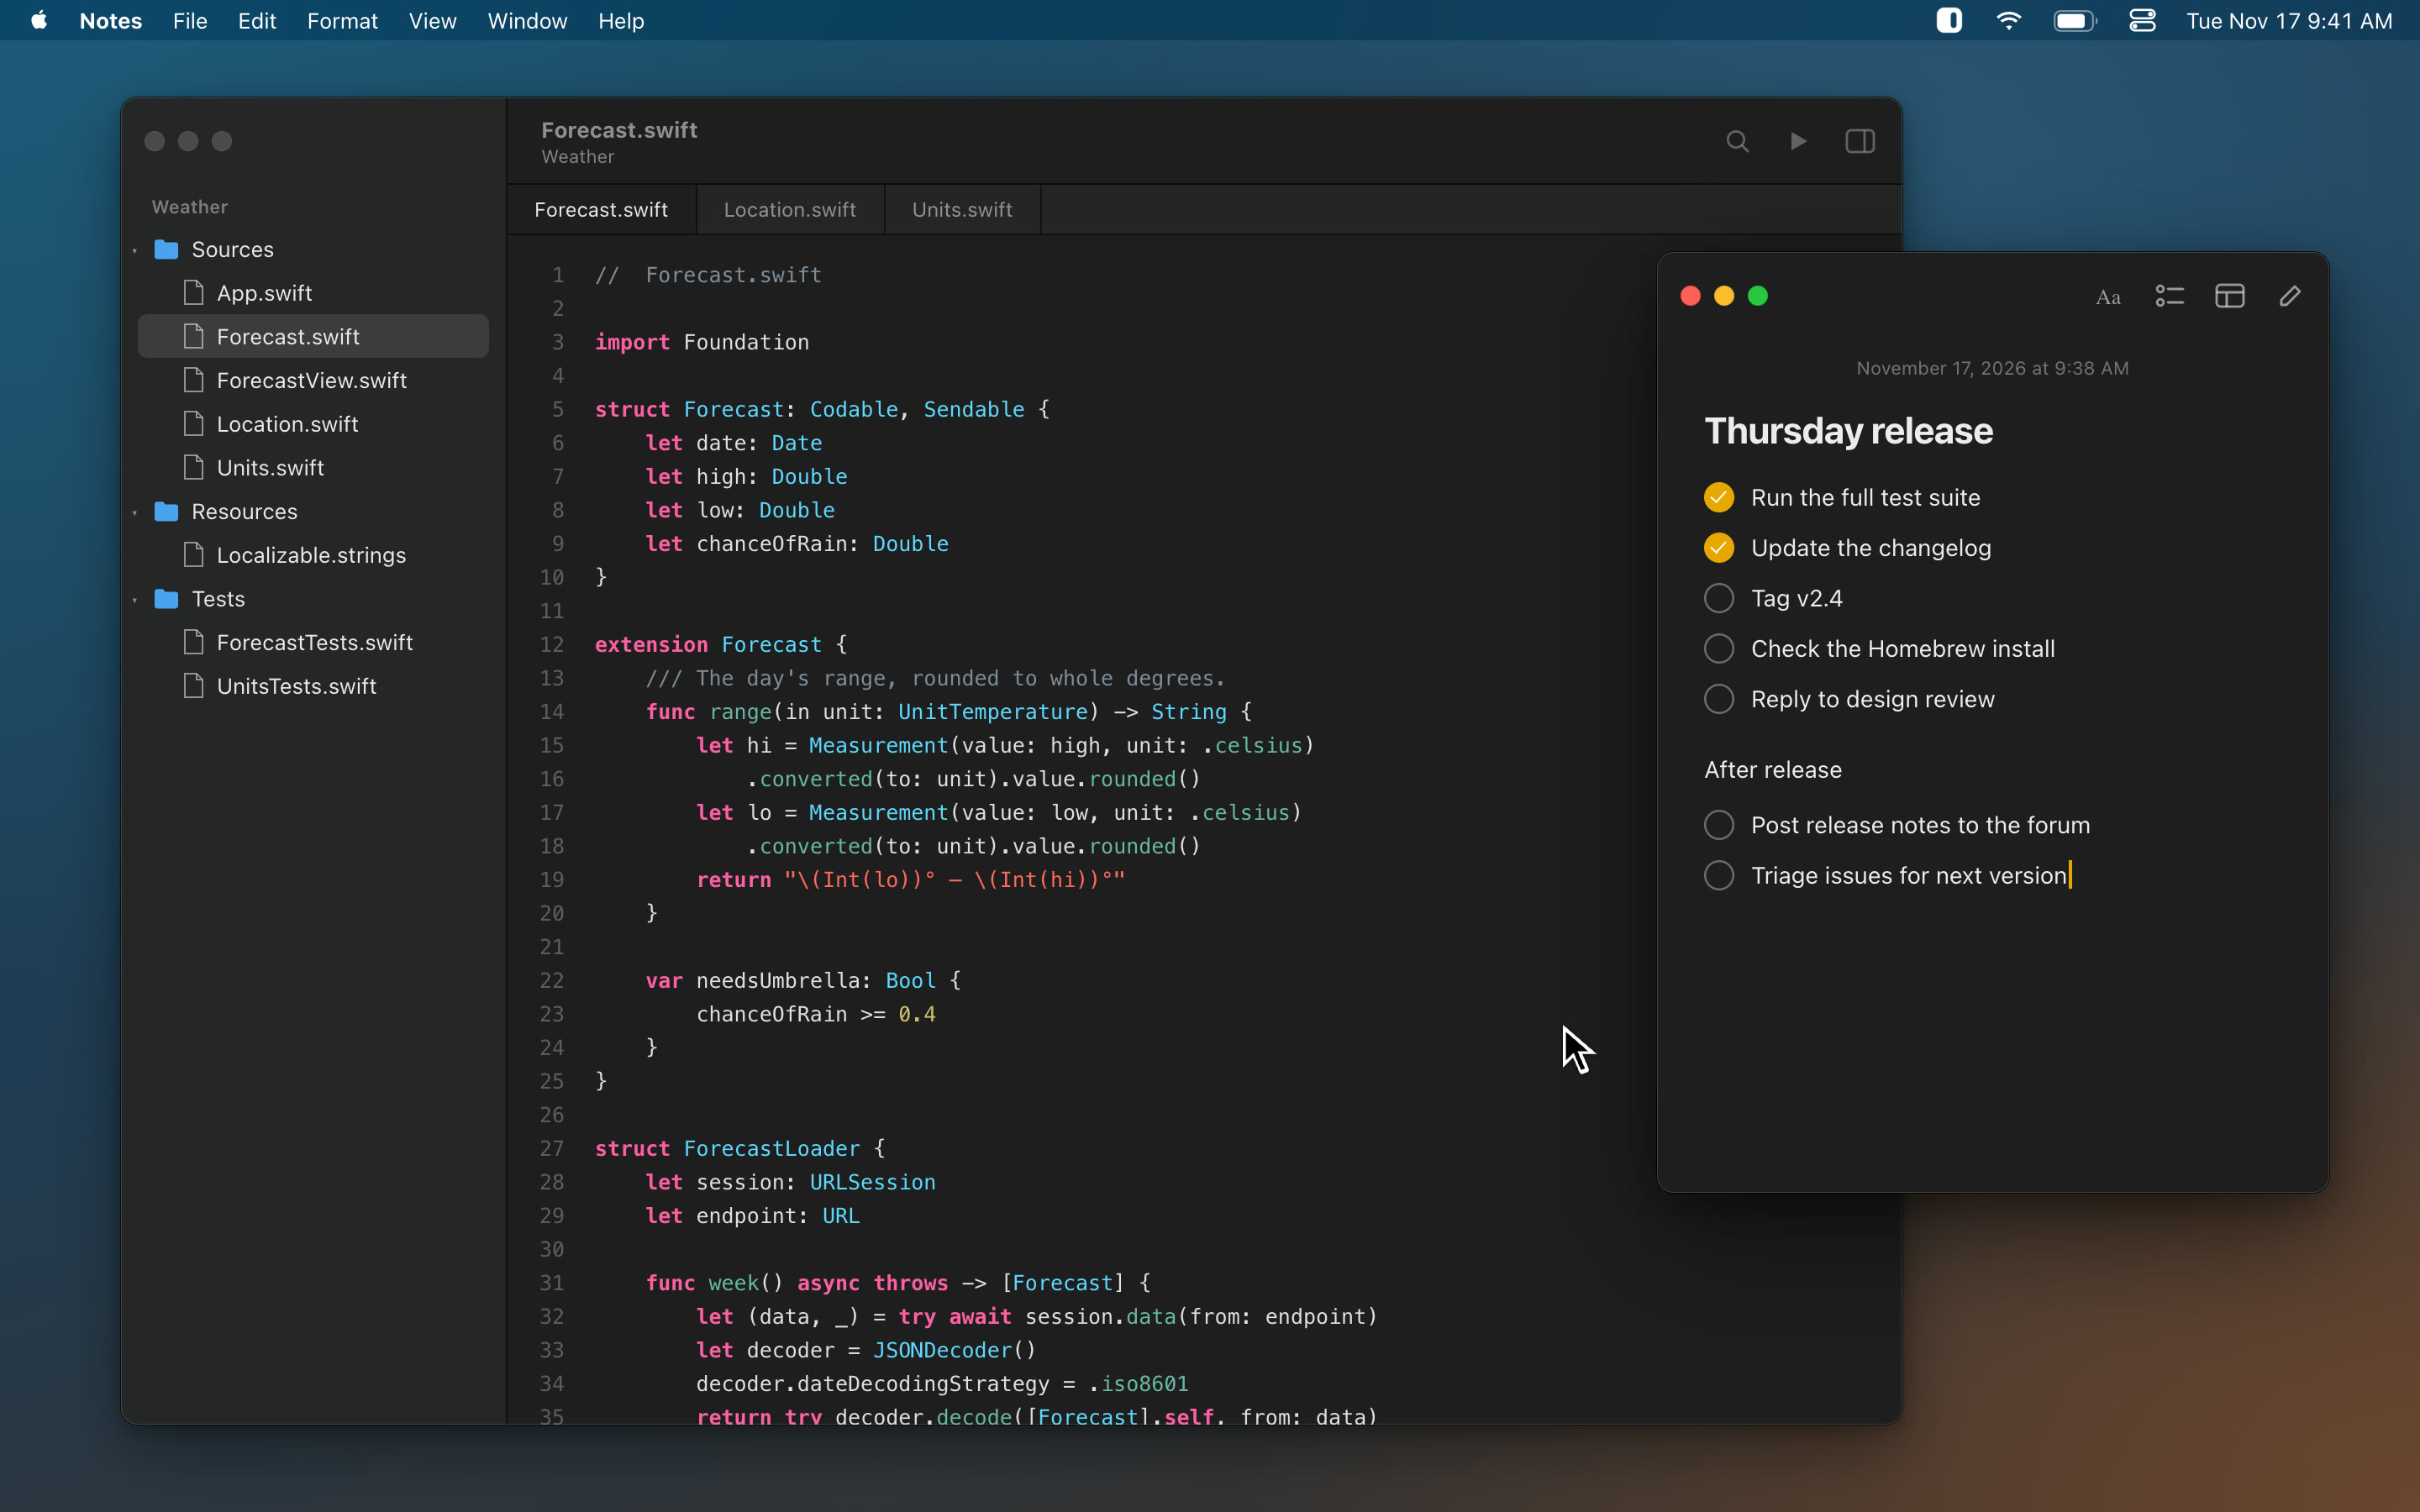 Notes File Edit Format View Window Help Tue Nov 17 9:41 AM
Weather
Sources
App.swift
Forecast.swift
ForecastView.swift
Location.swift
Units.swift
Resources
Localizable.strings
Tests
ForecastTests.swift
UnitsTests.swift
Forecast.swift
Weather
Forecast.swift Location.swift Units.swift
1 //  Forecast.swift
2
3 import Foundation
4
5 struct Forecast: Codable, Sendable {
6     let date: Date
7     let high: Double
8     let low: Double
9     let chanceOfRain: Double
10 }
11
12 extension Forecast {
13     /// The day's range, rounded to whole degrees.
14     func range(in unit: UnitTemperature) -> String {
15         let hi = Measurement(value: high, unit: .celsius)
16             .converted(to: unit).value.rounded()
17         let lo = Measurement(value: low, unit: .celsius)
18             .converted(to: unit).value.rounded()
19         return "\(Int(lo))° – \(Int(hi))°"
20     }
21
22     var needsUmbrella: Bool {
23         chanceOfRain >= 0.4
24     }
25 }
26
27 struct ForecastLoader {
28     let session: URLSession
29     let endpoint: URL
30
31     func week() async throws -> [Forecast] {
32         let (data, _) = try await session.data(from: endpoint)
33         let decoder = JSONDecoder()
34         decoder.dateDecodingStrategy = .iso8601
35         return try decoder.decode([Forecast].self, from: data)
Aa
November 17, 2026 at 9:38 AM
Thursday release
Run the full test suite
Update the changelog
Tag v2.4
Check the Homebrew install
Reply to design review
After release
Post release notes to the forum
Triage issues for next version